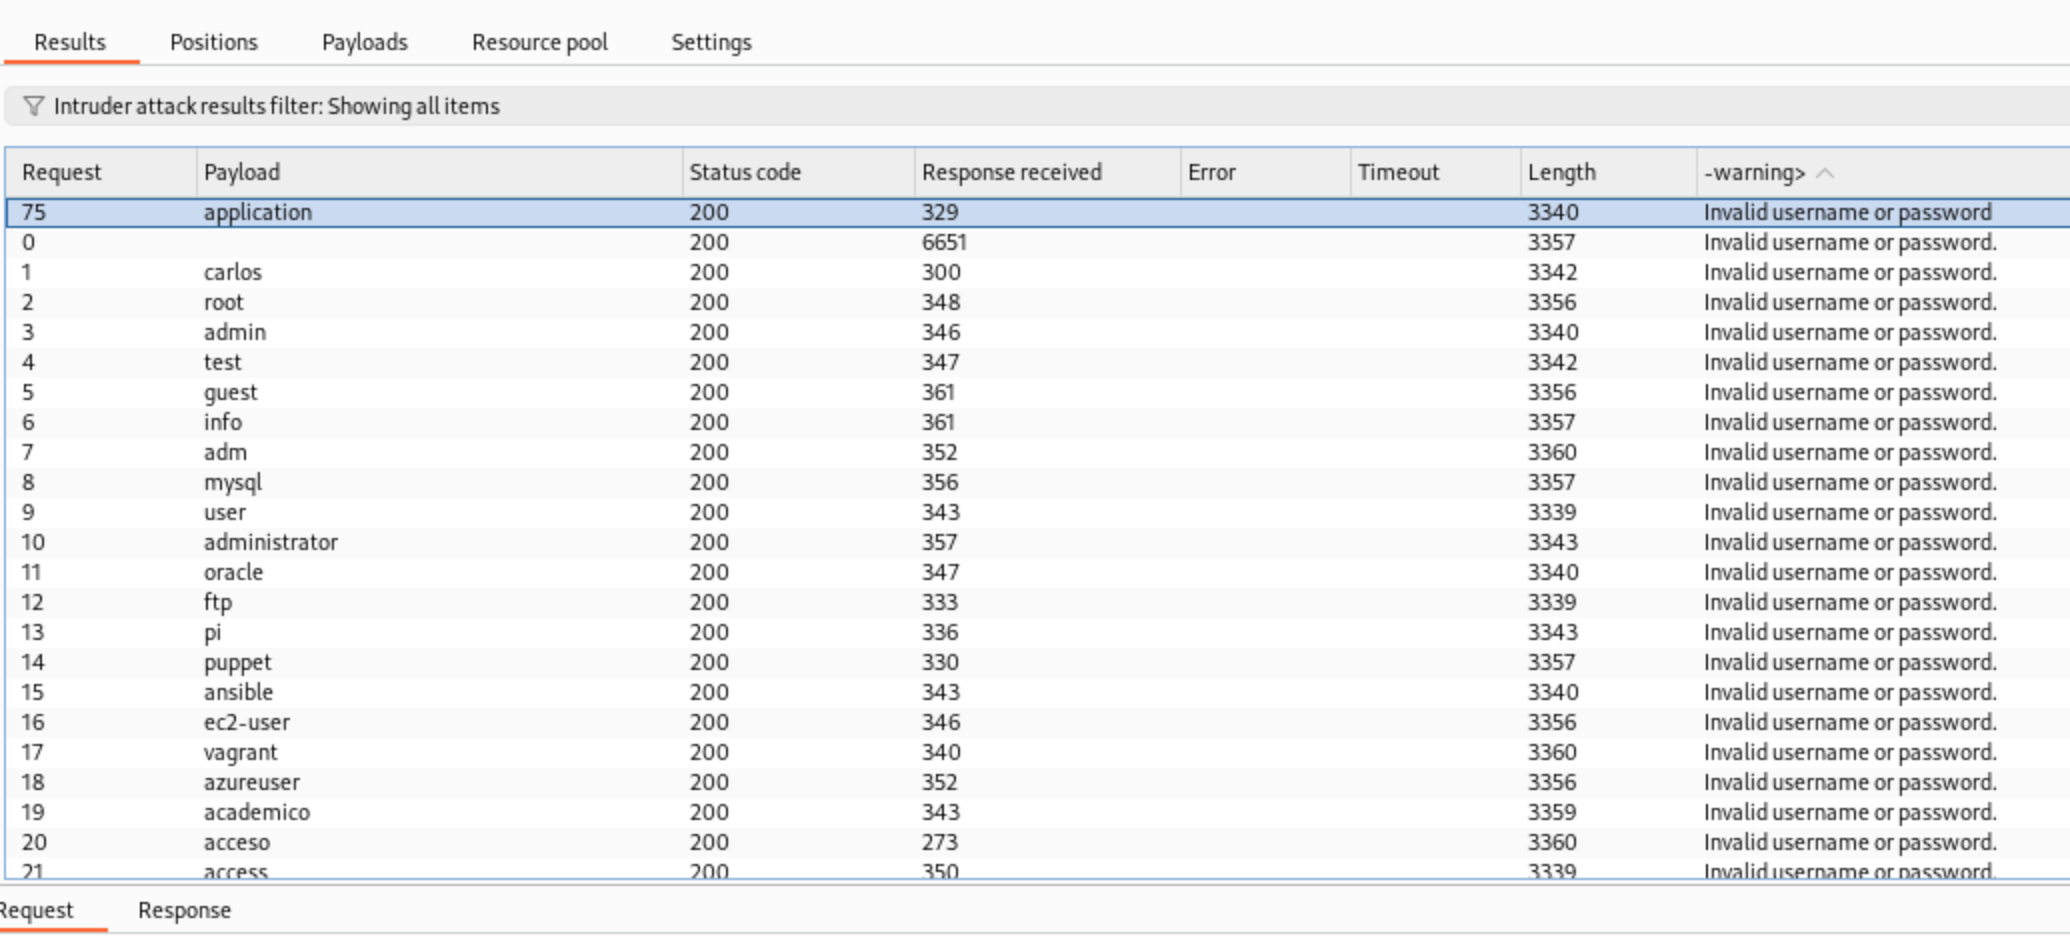 Results Positions Payloads Resource pool Settings
Intruder attack results filter: Showing all items
Request Payload Status code Response received Error Timeout Length -warning>
75 application 200 329 3340 Invalid username or password
0 200 6651 3357 Invalid username or password.
1 carlos 200 300 3342 Invalid username or password.
2 root 200 348 3356 Invalid username or password.
3 admin 200 346 3340 Invalid username or password.
4 test 200 347 3342 Invalid username or password.
5 guest 200 361 3356 Invalid username or password.
6 info 200 361 3357 Invalid username or password.
7 adm 200 352 3360 Invalid username or password.
8 mysql 200 356 3357 Invalid username or password.
9 user 200 343 3339 Invalid username or password.
10 administrator 200 357 3343 Invalid username or password.
11 oracle 200 347 3340 Invalid username or password.
12 ftp 200 333 3339 Invalid username or password.
13 pi 200 336 3343 Invalid username or password.
14 puppet 200 330 3357 Invalid username or password.
15 ansible 200 343 3340 Invalid username or password.
16 ec2-user 200 346 3356 Invalid username or password.
17 vagrant 200 340 3360 Invalid username or password.
18 azureuser 200 352 3356 Invalid username or password.
19 academico 200 343 3359 Invalid username or password.
20 acceso 200 273 3360 Invalid username or password.
21 access 200 350 3339 Invalid username or password.
Request Response